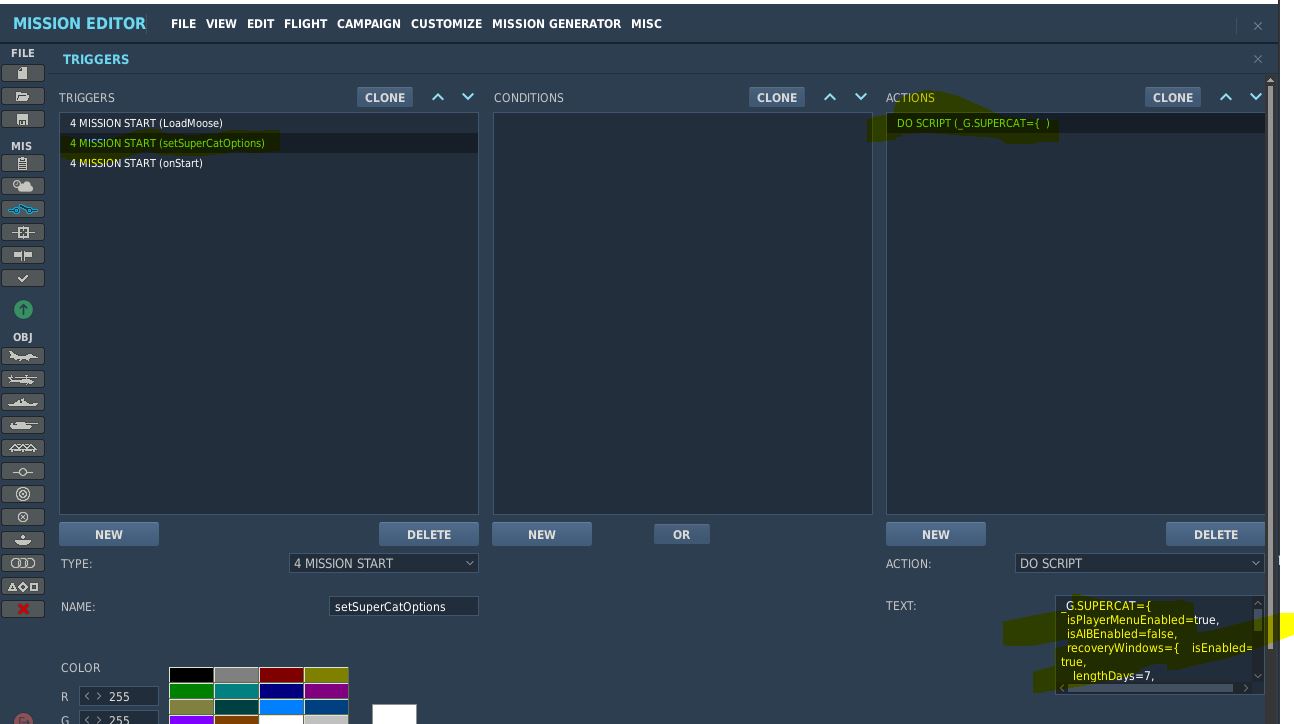 MISSION EDITOR FILE VIEW EDIT FLIGHT CAMPAIGN CUSTOMIZE MISSION GENERATOR MISC
FILE
TRIGGERS
TRIGGERS CLONE
4 MISSION START (LoadMoose)
4 MISSION START (setSuperCatOptions)
4 MISSION START (onStart)
CONDITIONS CLONE
ACTIONS CLONE
DO SCRIPT (_G.SUPERCAT={  )
MIS
OBJ
NEW DELETE
NEW OR
NEW DELETE
TYPE: 4 MISSION START
NAME: setSuperCatOptions
COLOR
R < > 255
G < > 255
ACTION: DO SCRIPT
TEXT:
_G.SUPERCAT={
isPlayerMenuEnabled=true,
isAIBEnabled=false,
recoveryWindows={    isEnabled=
true,
lengthDays=7,